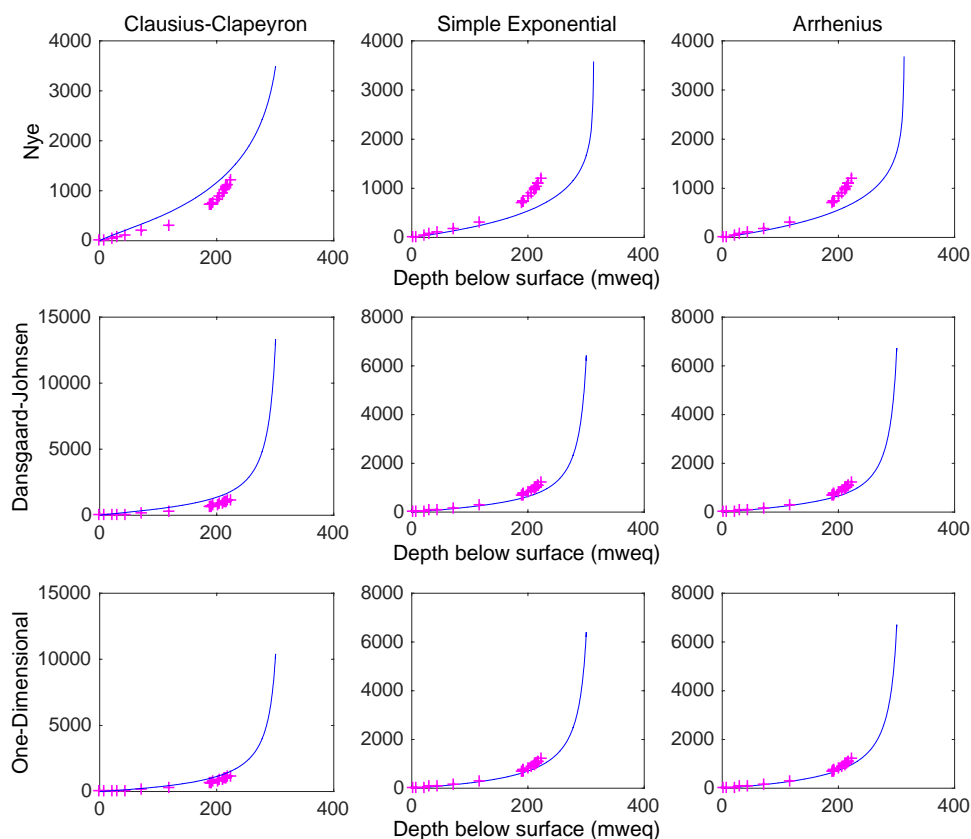 Clausius-Clapeyron Simple Exponential Arrhenius
4000 4000 4000
3000 3000 3000
2000 2000 2000
1000 1000 1000
0 0 0
Nye
0 200 400 0 200 400 0 200 400
Depth below surface (mweq)
15000 8000 8000
10000 6000 6000
5000 4000 4000
0 2000 2000
0 0
Dansgaard-Johnsen
0 200 400 0 200 400 0 200 400
Depth below surface (mweq)
15000 8000 8000
10000 6000 6000
5000 4000 4000
0 2000 2000
0 0
One-Dimensional
0 200 400 0 200 400 0 200 400
Depth below surface (mweq)